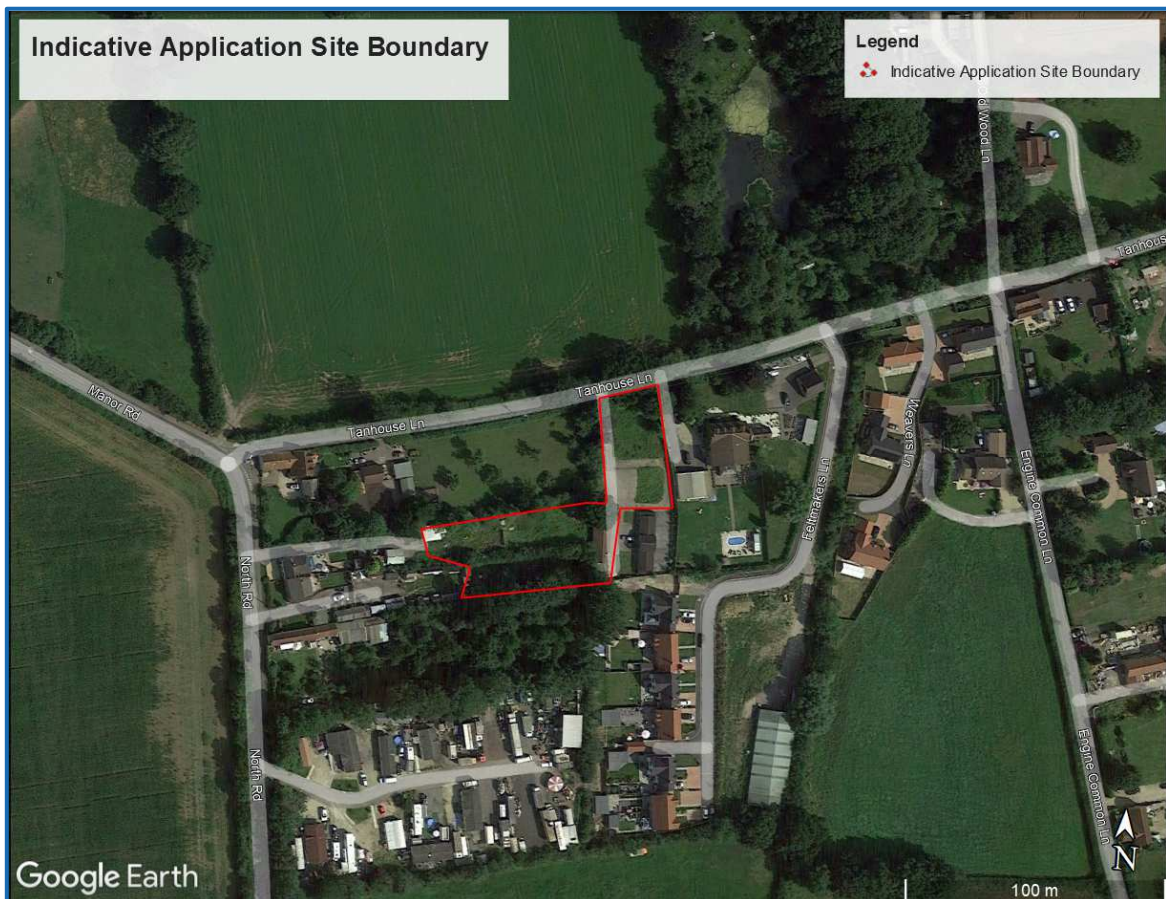 Indicative Application Site Boundary
Legend
Indicative Application Site Boundary
Wood Ln
Tanhouse
Tanhouse Ln
Manor Rd
Tanhouse Ln
Weavers Ln
Feltmakers Ln
Engine Common Ln
North Rd
North Rd
Engine Common Ln
N
Google Earth
100 m